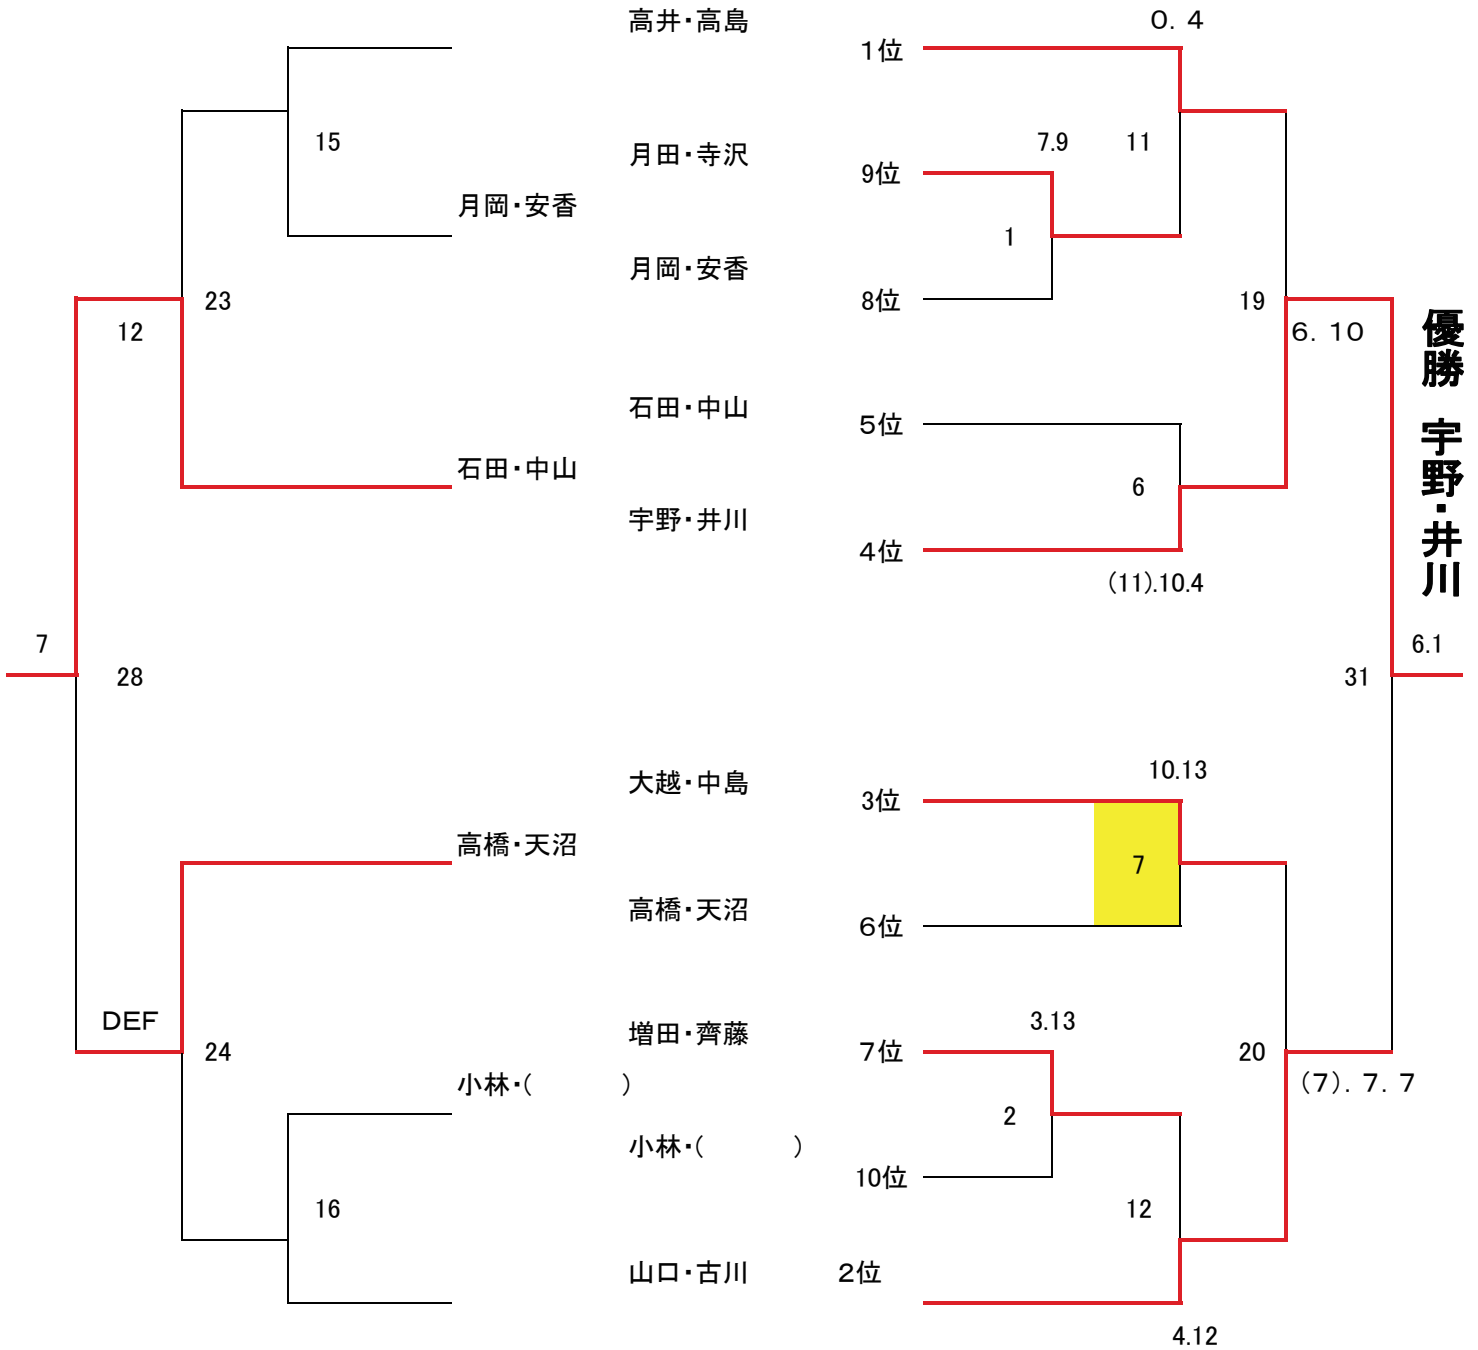 高井・高島
０．４
１位
15
月田・寺沢
7.9
11
9位
月岡・安香
1
月岡・安香
8位
23
19
12
６．１０
優勝 宇野・井川
石田・中山
５位
石田・中山
6
宇野・井川
４位
(11).10.4
7
6.1
28
31
大越・中島
10.13
3位
高橋・天沼
7
高橋・天沼
６位
ＤＥＦ
増田・齊藤
3.13
７位
24
20
小林・(　　　)
（７）．７．７
2
小林・(　　　)
10位
16
12
山口・古川
２位
4.12